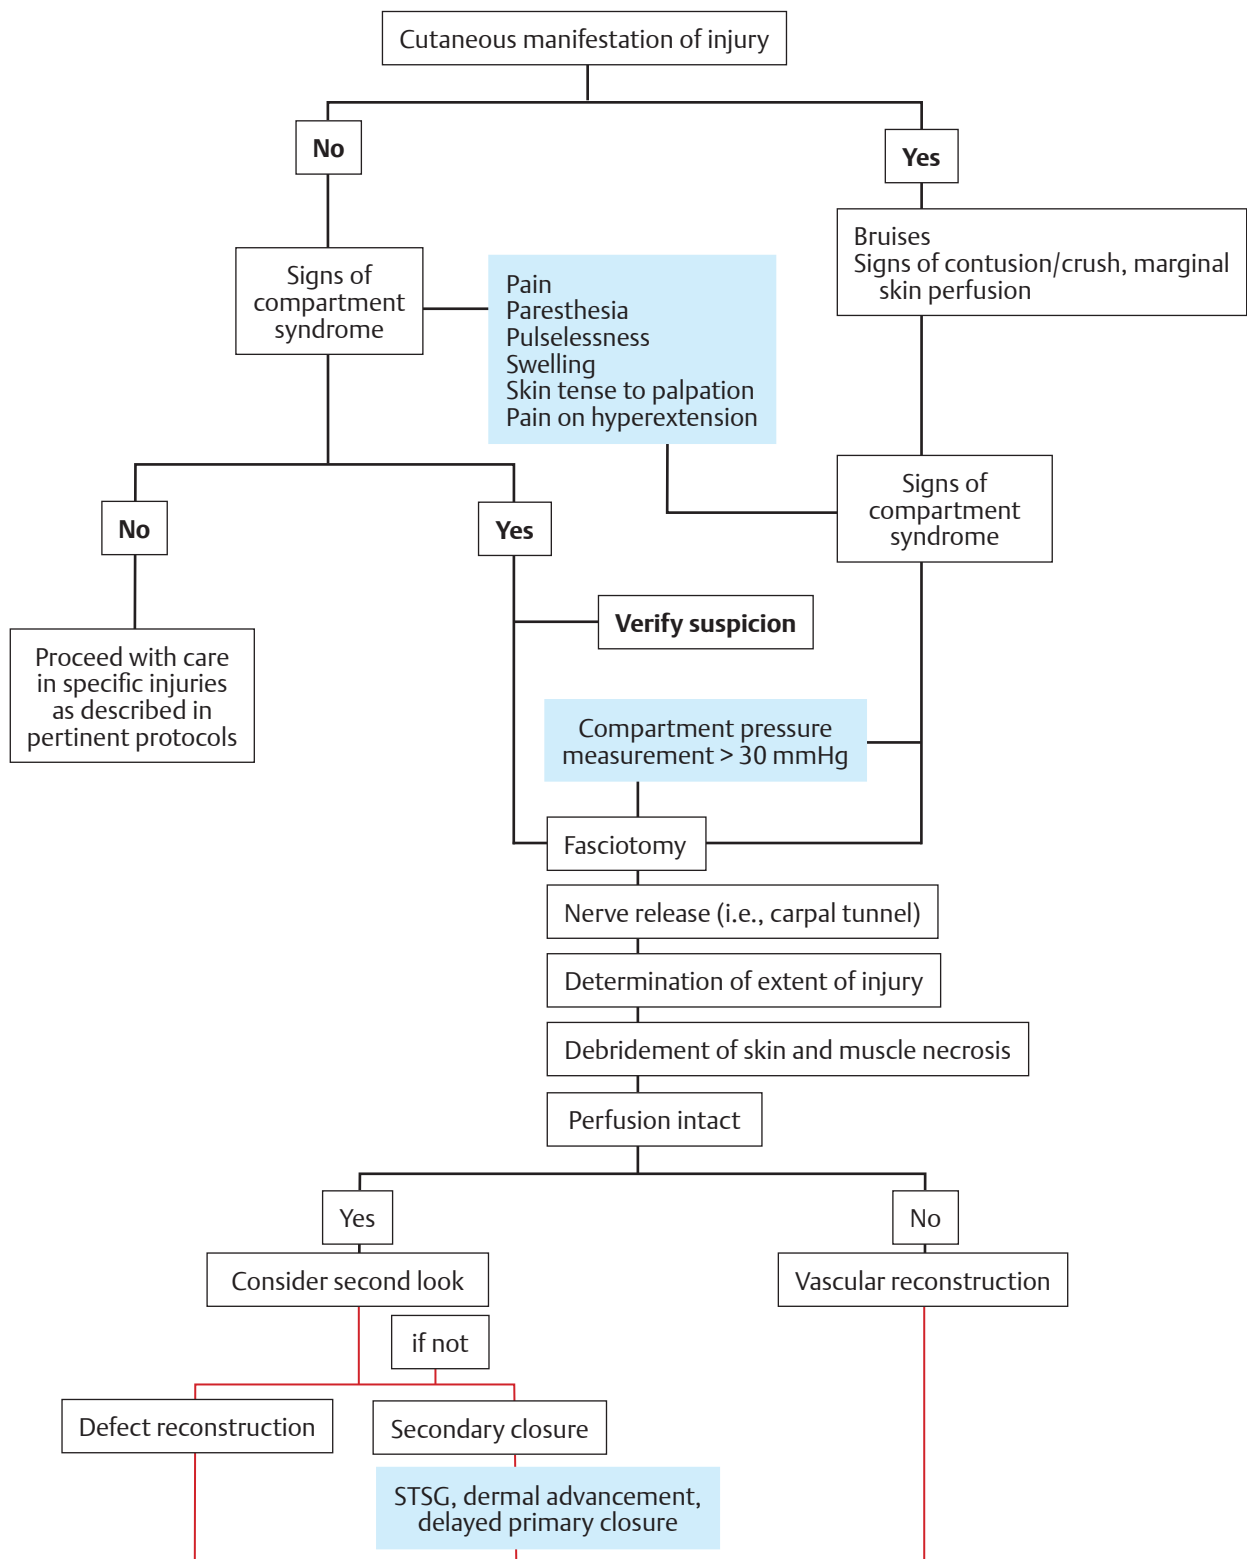 Cutaneous manifestation of injury
No
Yes
Bruises
Signs of contusion/crush, marginal
skin perfusion
Signs of
compartment
syndrome
Pain
Paresthesia
Pulselessness
Swelling
Skin tense to palpation
Pain on hyperextension
Signs of
compartment
syndrome
No
Yes
Verify suspicion
Proceed with care
in specific injuries
as described in
pertinent protocols
Compartment pressure
measurement > 30 mmHg
Fasciotomy
Nerve release (i.e., carpal tunnel)
Determination of extent of injury
Debridement of skin and muscle necrosis
Perfusion intact
Yes
No
Consider second look
Vascular reconstruction
if not
Defect reconstruction
Secondary closure
STSG, dermal advancement,
delayed primary closure